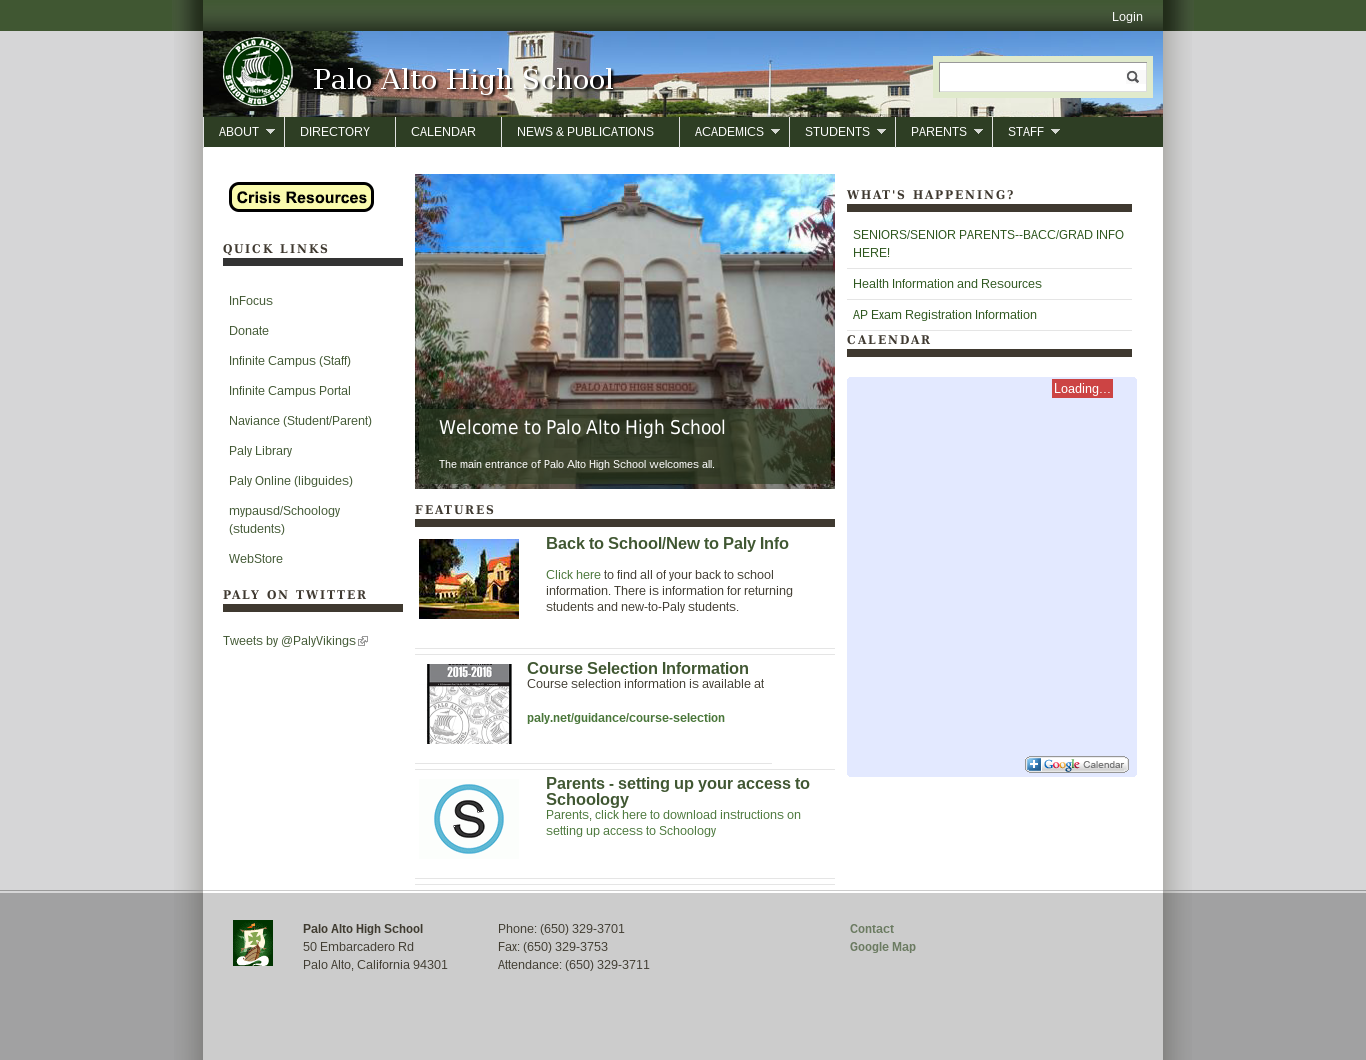 Login
PALO ALTO
Vikings
SENIOR HIGH SCHOOL
Palo Alto High School
ABOUT
DIRECTORY
CALENDAR
NEWS & PUBLICATIONS
ACADEMICS
STUDENTS
PARENTS
STAFF
Crisis Resources
QUICK LINKS
InFocus
Donate
Infinite Campus (Staff)
Infinite Campus Portal
Naviance (Student/Parent)
Paly Library
Paly Online (libguides)
mypausd/Schoology
(students)
WebStore
PALY ON TWITTER
Tweets by @PalyVikings
PALO ALTO HIGH SCHOOL
Welcome to Palo Alto High School
The main entrance of Palo Alto High School welcomes all.
FEATURES
Back to School/New to Paly Info
Click here to find all of your back to school
information. There is information for returning
students and new-to-Paly students.
2015-2016
Course Selection Information
Course selection information is available at
paly.net/guidance/course-selection
S
Parents - setting up your access to
Schoology
Parents, click here to download instructions on
setting up access to Schoology
WHAT'S HAPPENING?
SENIORS/SENIOR PARENTS--BACC/GRAD INFO
HERE!
Health Information and Resources
AP Exam Registration Information
CALENDAR
Loading...
Google Calendar
Palo Alto High School
50 Embarcadero Rd
Palo Alto, California 94301
Phone: (650) 329-3701
Fax: (650) 329-3753
Attendance: (650) 329-3711
Contact
Google Map